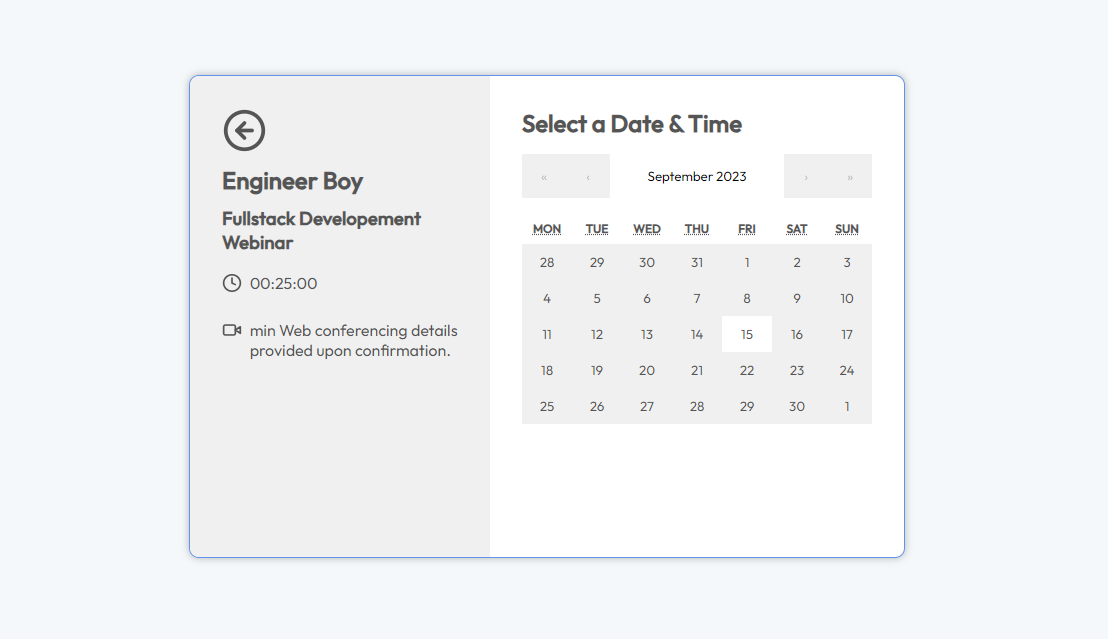 Engineer Boy
Fullstack Developement
Webinar
00:25:00
min Web conferencing details
provided upon confirmation.
Select a Date & Time
« ‹ September 2023 › »
MON TUE WED THU FRI SAT SUN
28 29 30 31 1 2 3
4 5 6 7 8 9 10
11 12 13 14 15 16 17
18 19 20 21 22 23 24
25 26 27 28 29 30 1